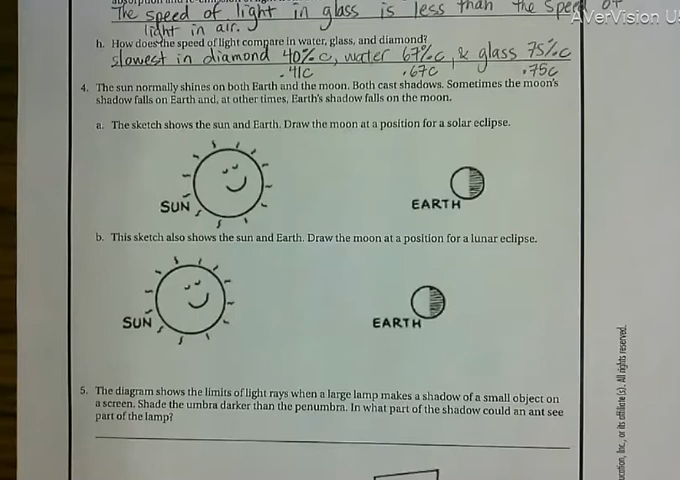 The speed of light in glass is less than the speed of
AVerVision U
light in air.
h. How does the speed of light compare in water, glass, and diamond?
slowest in diamond 40% c, water 67% c, & glass 75% c
.41c .67c .75c
4. The sun normally shines on both Earth and the moon. Both cast shadows. Sometimes the moon's
shadow falls on Earth and, at other times, Earth's shadow falls on the moon.
a. The sketch shows the sun and Earth. Draw the moon at a position for a solar eclipse.
SUN
EARTH
b. This sketch also shows the sun and Earth. Draw the moon at a position for a lunar eclipse.
SUN
EARTH
5. The diagram shows the limits of light rays when a large lamp makes a shadow of a small object on
a screen. Shade the umbra darker than the penumbra. In what part of the shadow could an ant see
part of the lamp?
Inc., or its affiliate(s). All rights reserved.